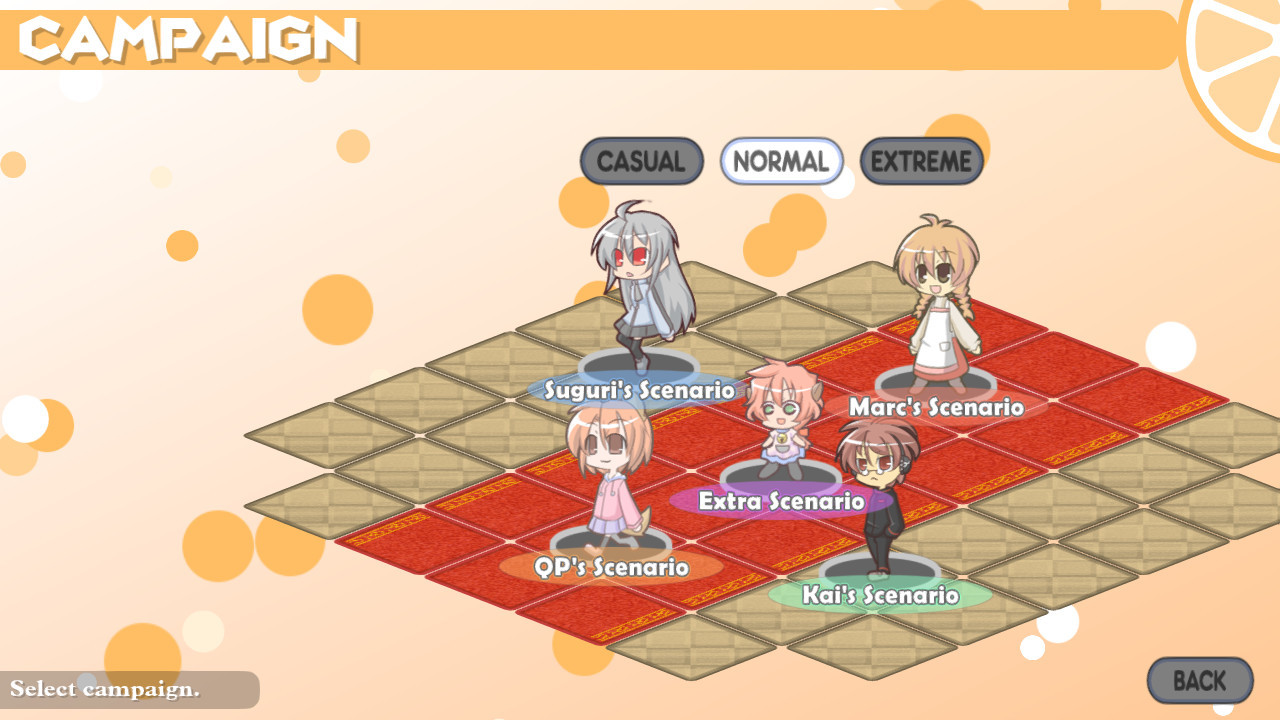 CAMPAIGN
CASUAL
NORMAL
EXTREME
Suguri's Scenario
Marc's Scenario
Extra Scenario
QP's Scenario
Kai's Scenario
Select campaign.
BACK